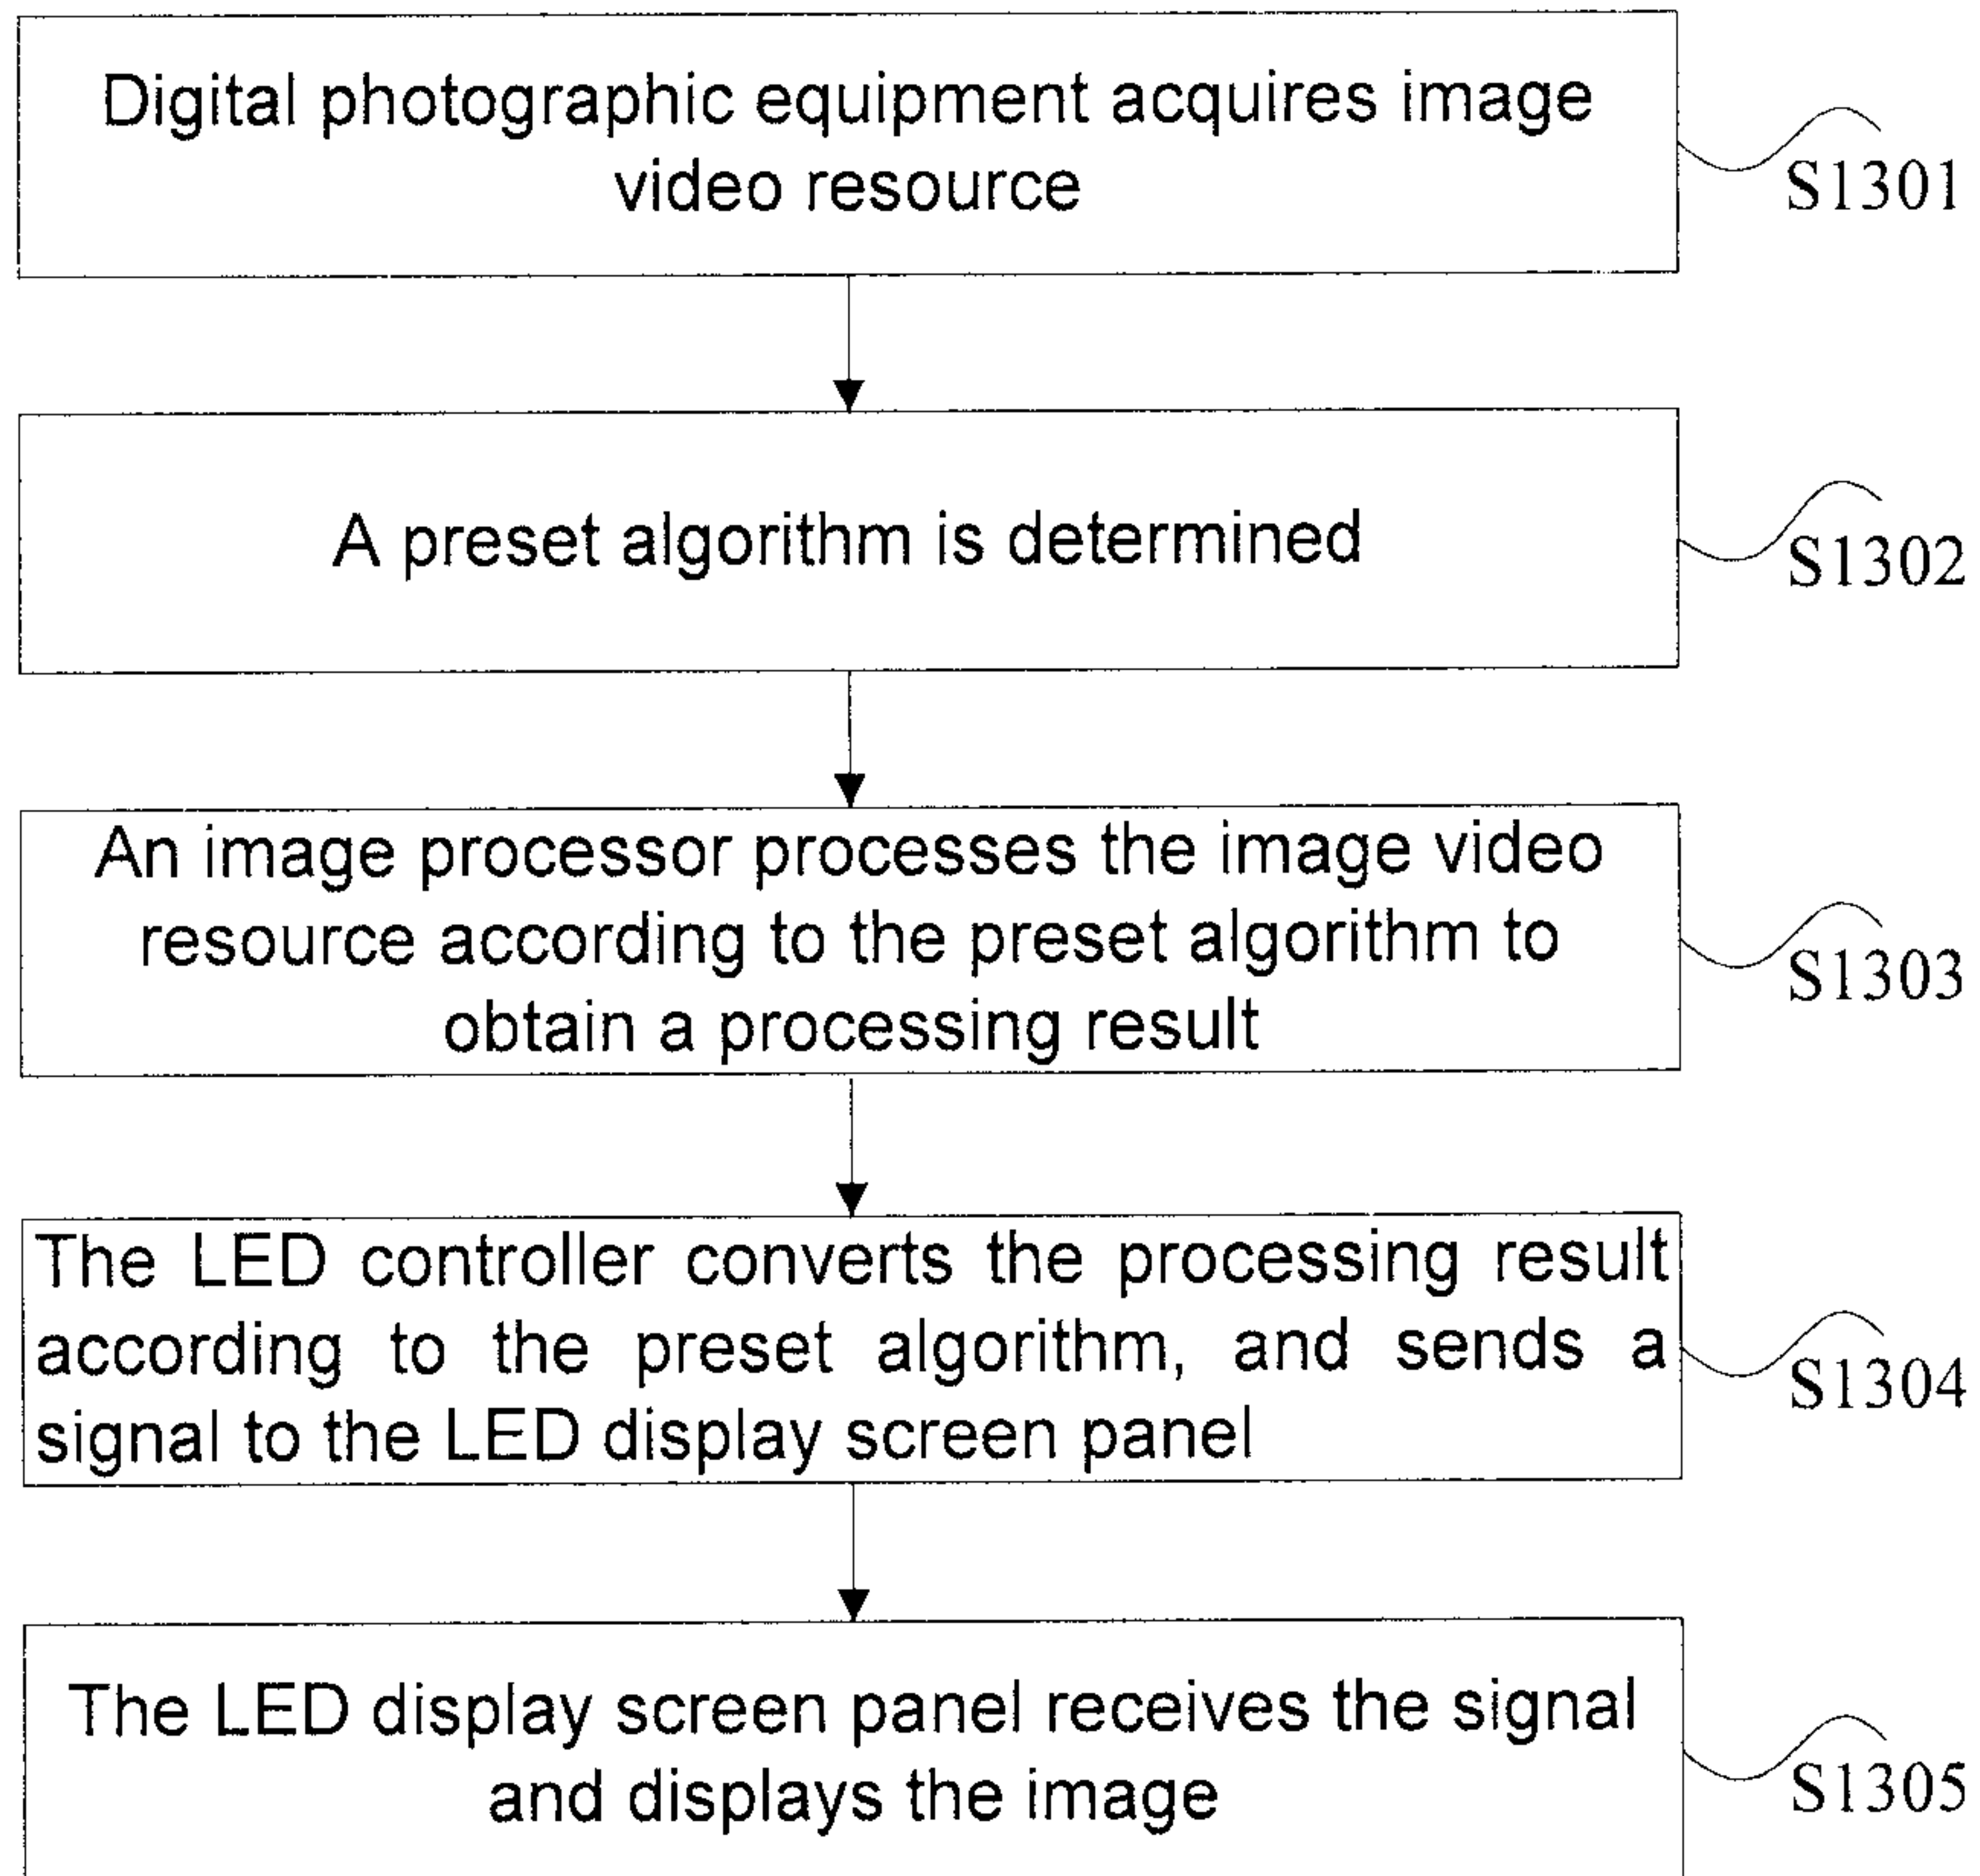 Digital photographic equipment acquires image
video resource
S1301
A preset algorithm is determined
S1302
An image processor processes the image video
resource according to the preset algorithm to
obtain a processing result
S1303
The LED controller converts the processing result
according to the preset algorithm, and sends a
signal to the LED display screen panel
S1304
The LED display screen panel receives the signal
and displays the image
S1305